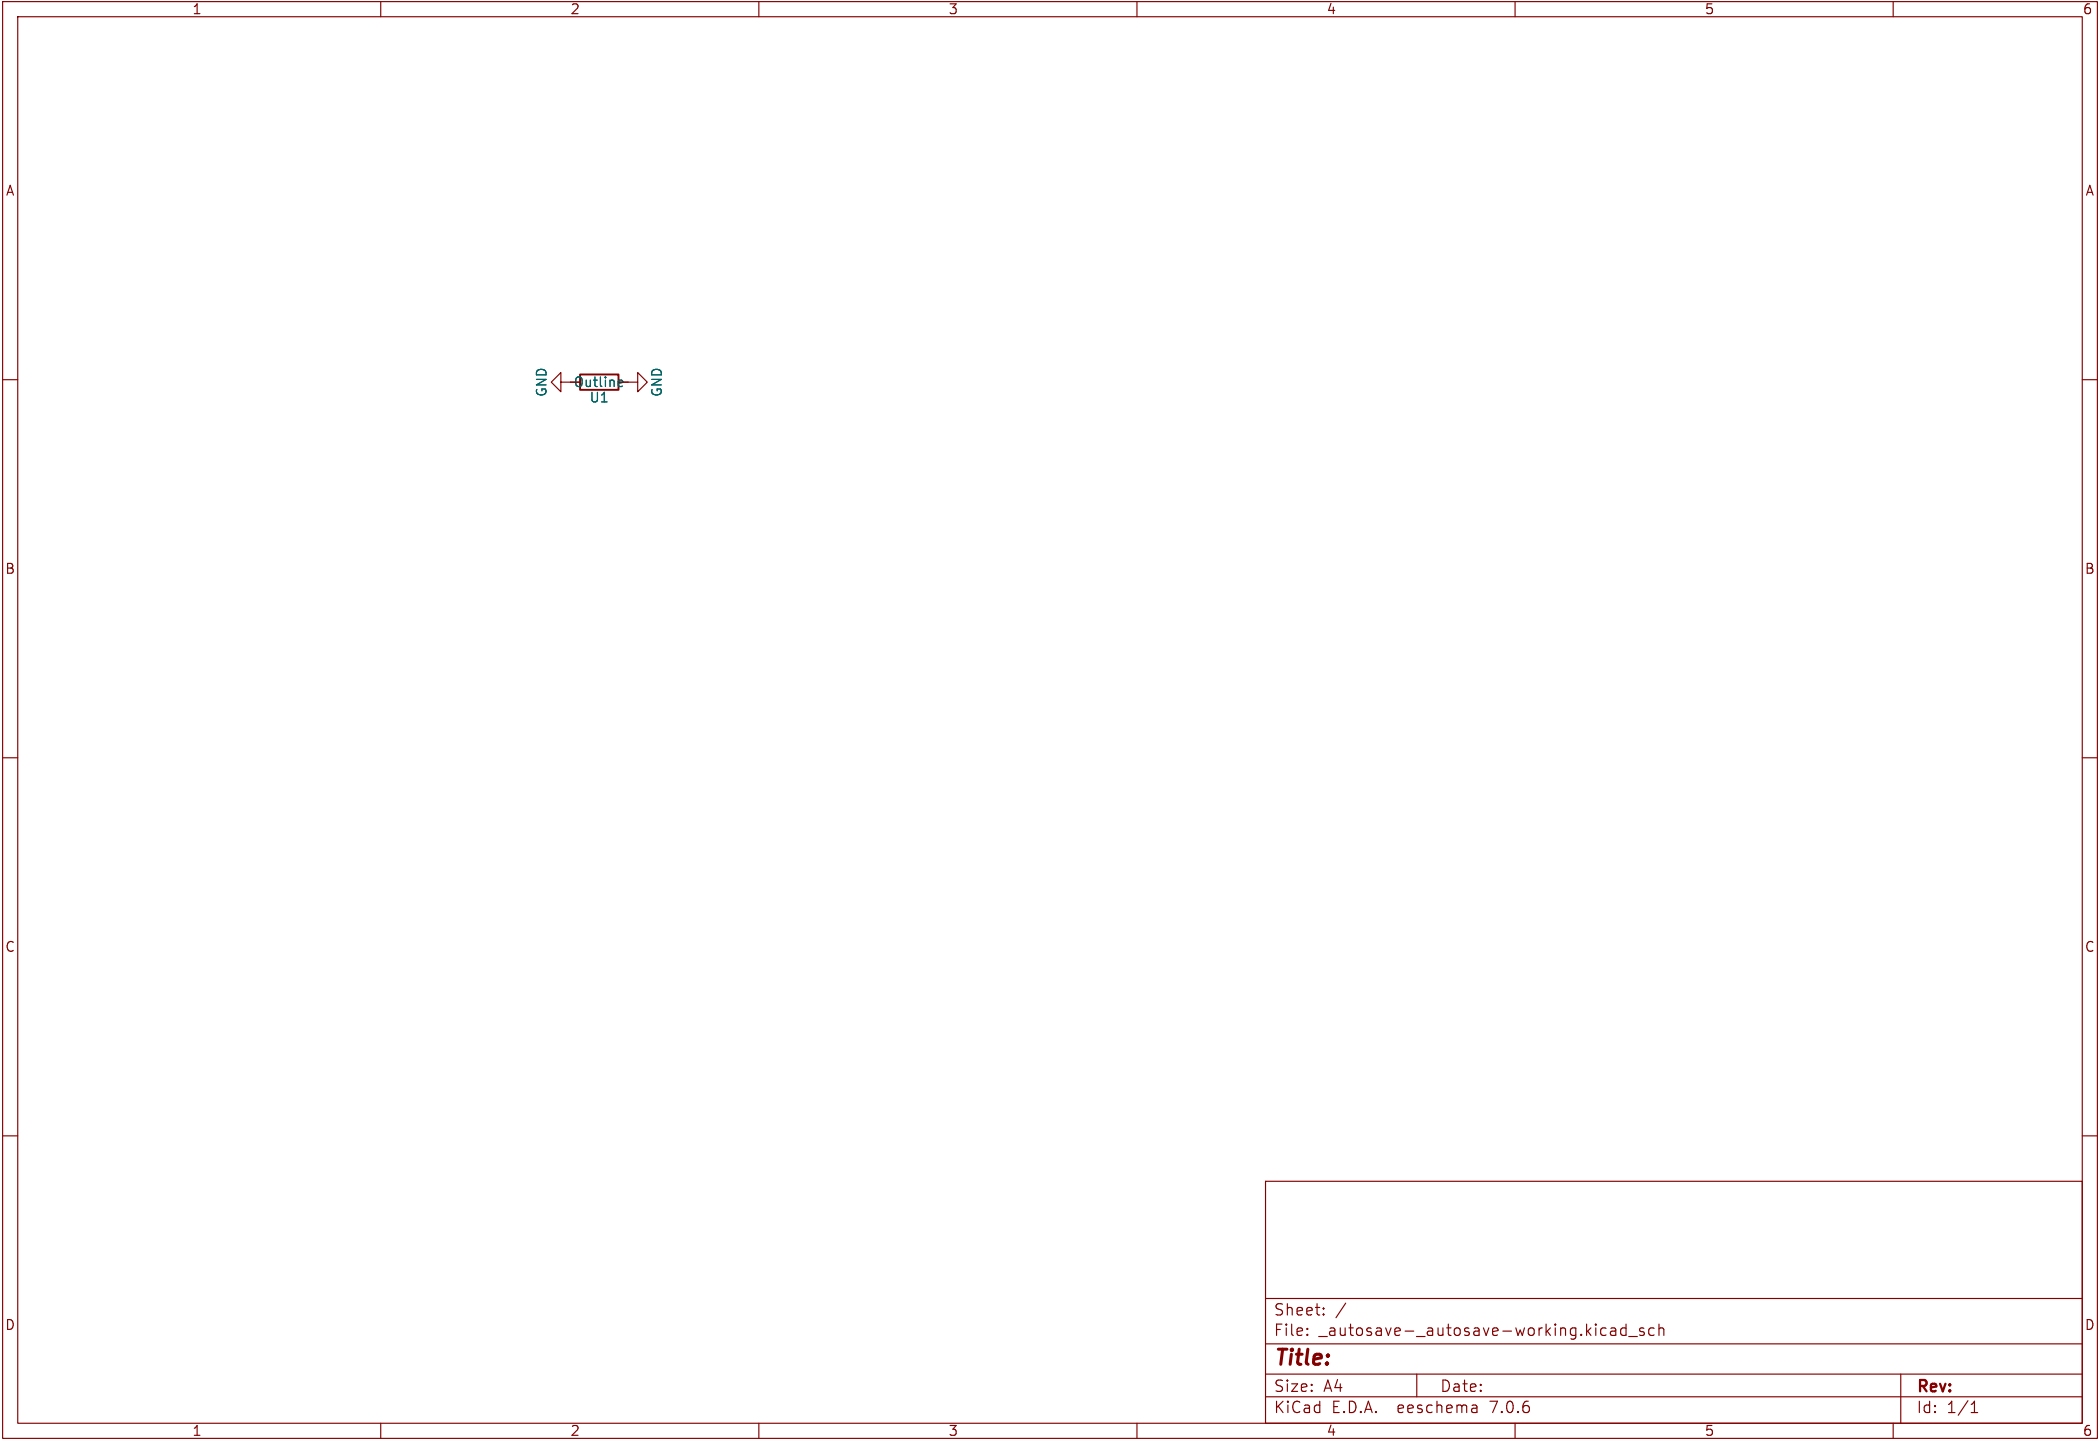 1 2 3 4 5 6
A A
GND Outline GND
U1
B B
C C
D D
Sheet: /
File: _autosave-_autosave-working.kicad_sch
Title:
Size: A4 Date: Rev:
KiCad E.D.A. eeschema 7.0.6 Id: 1/1
1 2 3 4 5 6